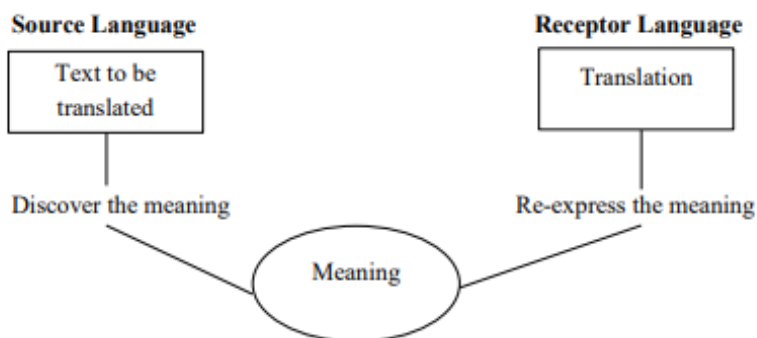 Source Language
Receptor Language
Text to be
translated
Translation
Discover the meaning
Re-express the meaning
Meaning